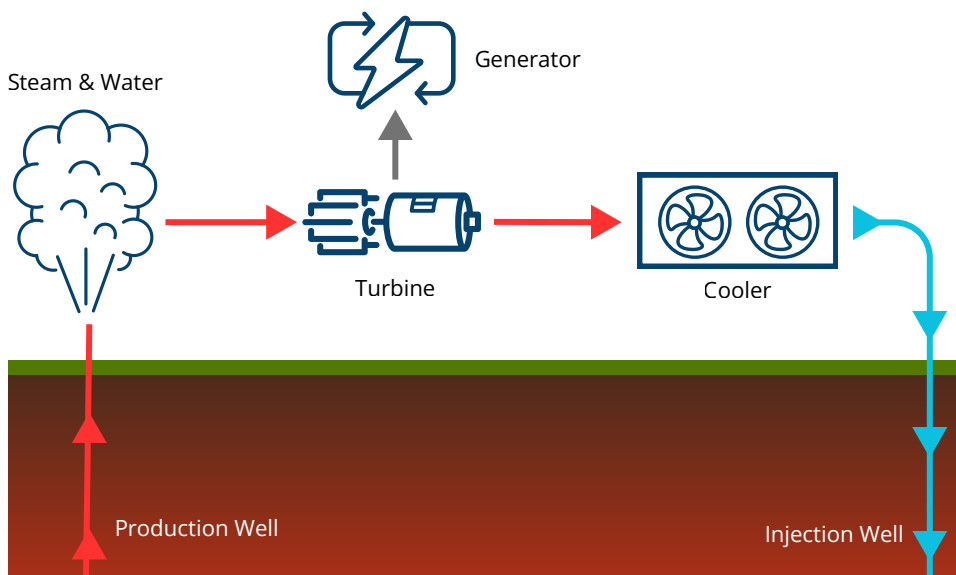 Generator
Steam & Water
Turbine
Cooler
Production Well
Injection Well